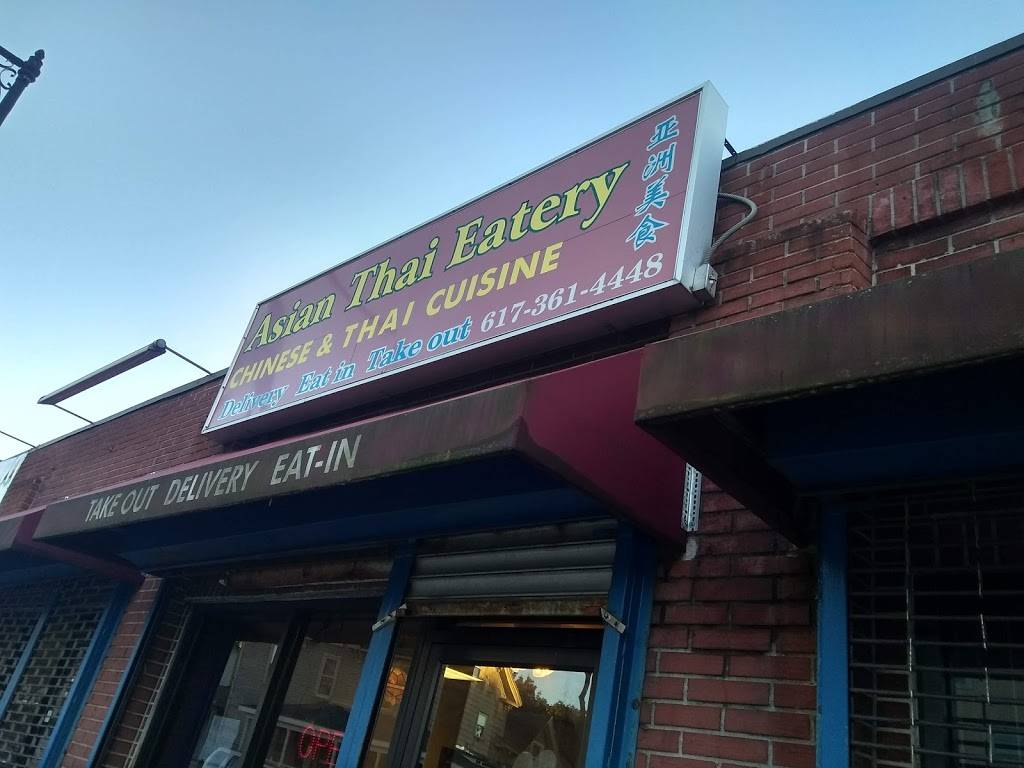 Asian Thai Eatery
亚洲美食
CHINESE & THAI CUISINE
Delivery Eat in Take out 617-361-4448
TAKE OUT DELIVERY EAT-IN
OPEN